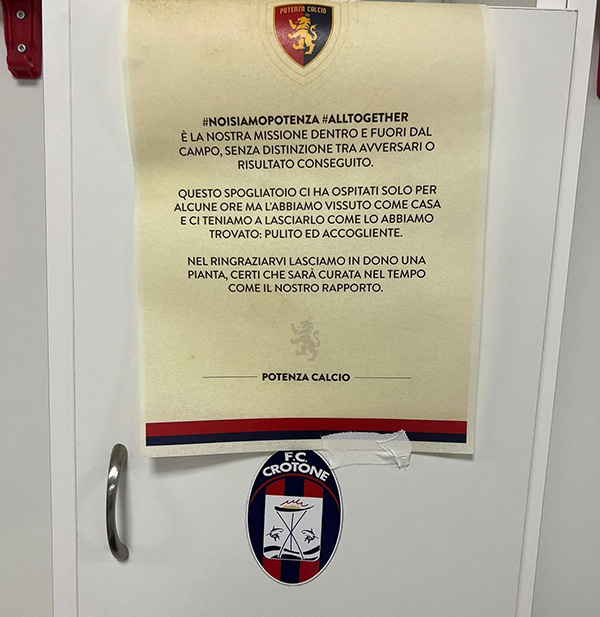 POTENZA CALCIO
#NOISIAMOPOTENZA #ALLTOGETHER
È LA NOSTRA MISSIONE DENTRO E FUORI DAL
CAMPO, SENZA DISTINZIONE TRA AVVERSARI O
RISULTATO CONSEGUITO.
QUESTO SPOGLIATOIO CI HA OSPITATI SOLO PER
ALCUNE ORE MA L'ABBIAMO VISSUTO COME CASA
E CI TENIAMO A LASCIARLO COME LO ABBIAMO
TROVATO: PULITO ED ACCOGLIENTE.
NEL RINGRAZIARVI LASCIAMO IN DONO UNA
PIANTA, CERTI CHE SARÀ CURATA NEL TEMPO
COME IL NOSTRO RAPPORTO.
POTENZA CALCIO
F.C.
CROTONE